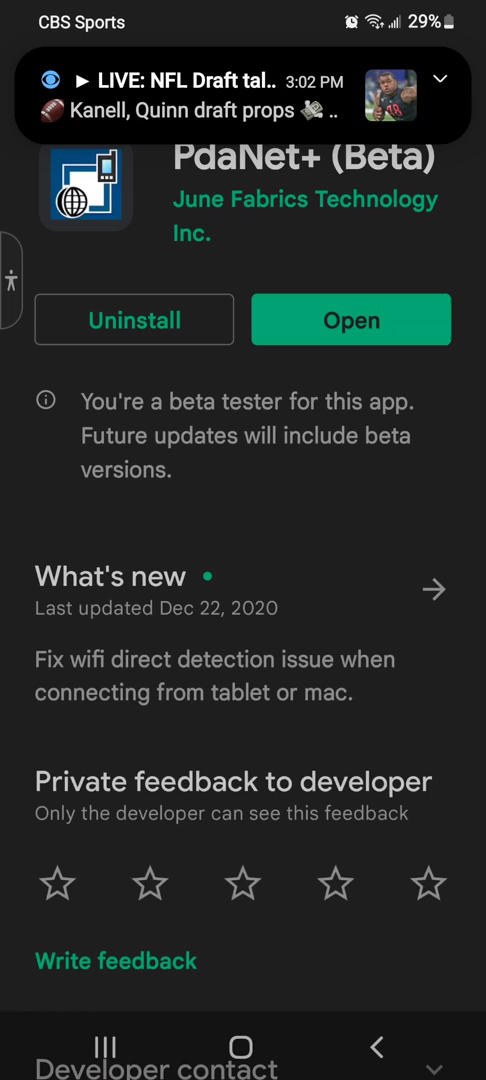 CBS Sports 29%
▶ LIVE: NFL Draft tal.. 3:02 PM
🏈 Kanell, Quinn draft props 💸 ..
PdaNet+ (Beta)
June Fabrics Technology
Inc.
Uninstall
Open
You're a beta tester for this app.
Future updates will include beta
versions.
What's new
Last updated Dec 22, 2020
Fix wifi direct detection issue when
connecting from tablet or mac.
Private feedback to developer
Only the developer can see this feedback
Write feedback
Developer contact